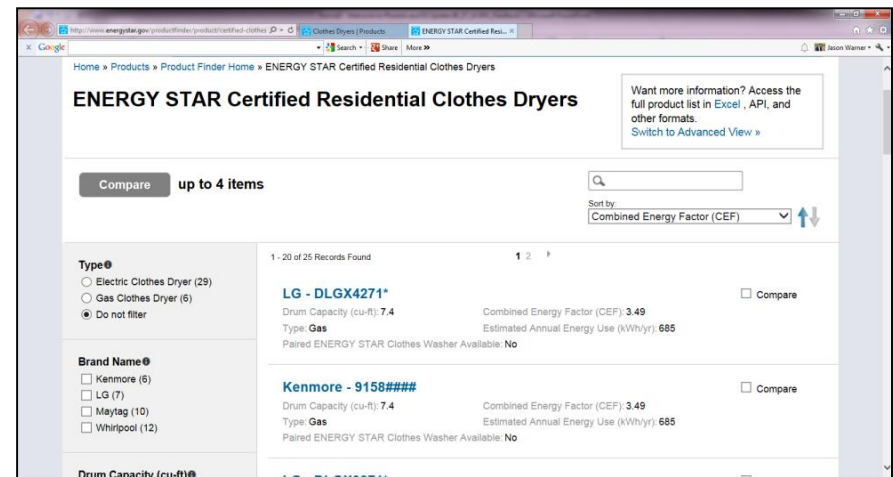 http://www.energystar.gov/productfinder/product/certified-clothes
Clothes Dryers | Products
ENERGY STAR Certified Resi...
x Google
Search
Share
More »
Jason Warner
Home » Products » Product Finder Home » ENERGY STAR Certified Residential Clothes Dryers
ENERGY STAR Certified Residential Clothes Dryers
Want more information? Access the
full product list in Excel , API, and
other formats.
Switch to Advanced View »
Compare up to 4 items
Sort by:
Combined Energy Factor (CEF)
Type
Electric Clothes Dryer (29)
Gas Clothes Dryer (6)
Do not filter
Brand Name
Kenmore (6)
LG (7)
Maytag (10)
Whirlpool (12)
Drum Capacity (cu-ft)
1 - 20 of 25 Records Found 1 2
LG - DLGX4271*
Compare
Drum Capacity (cu-ft): 7.4 Combined Energy Factor (CEF): 3.49
Type: Gas Estimated Annual Energy Use (kWh/yr): 685
Paired ENERGY STAR Clothes Washer Available: No
Kenmore - 9158####
Compare
Drum Capacity (cu-ft): 7.4 Combined Energy Factor (CEF): 3.49
Type: Gas Estimated Annual Energy Use (kWh/yr): 685
Paired ENERGY STAR Clothes Washer Available: No